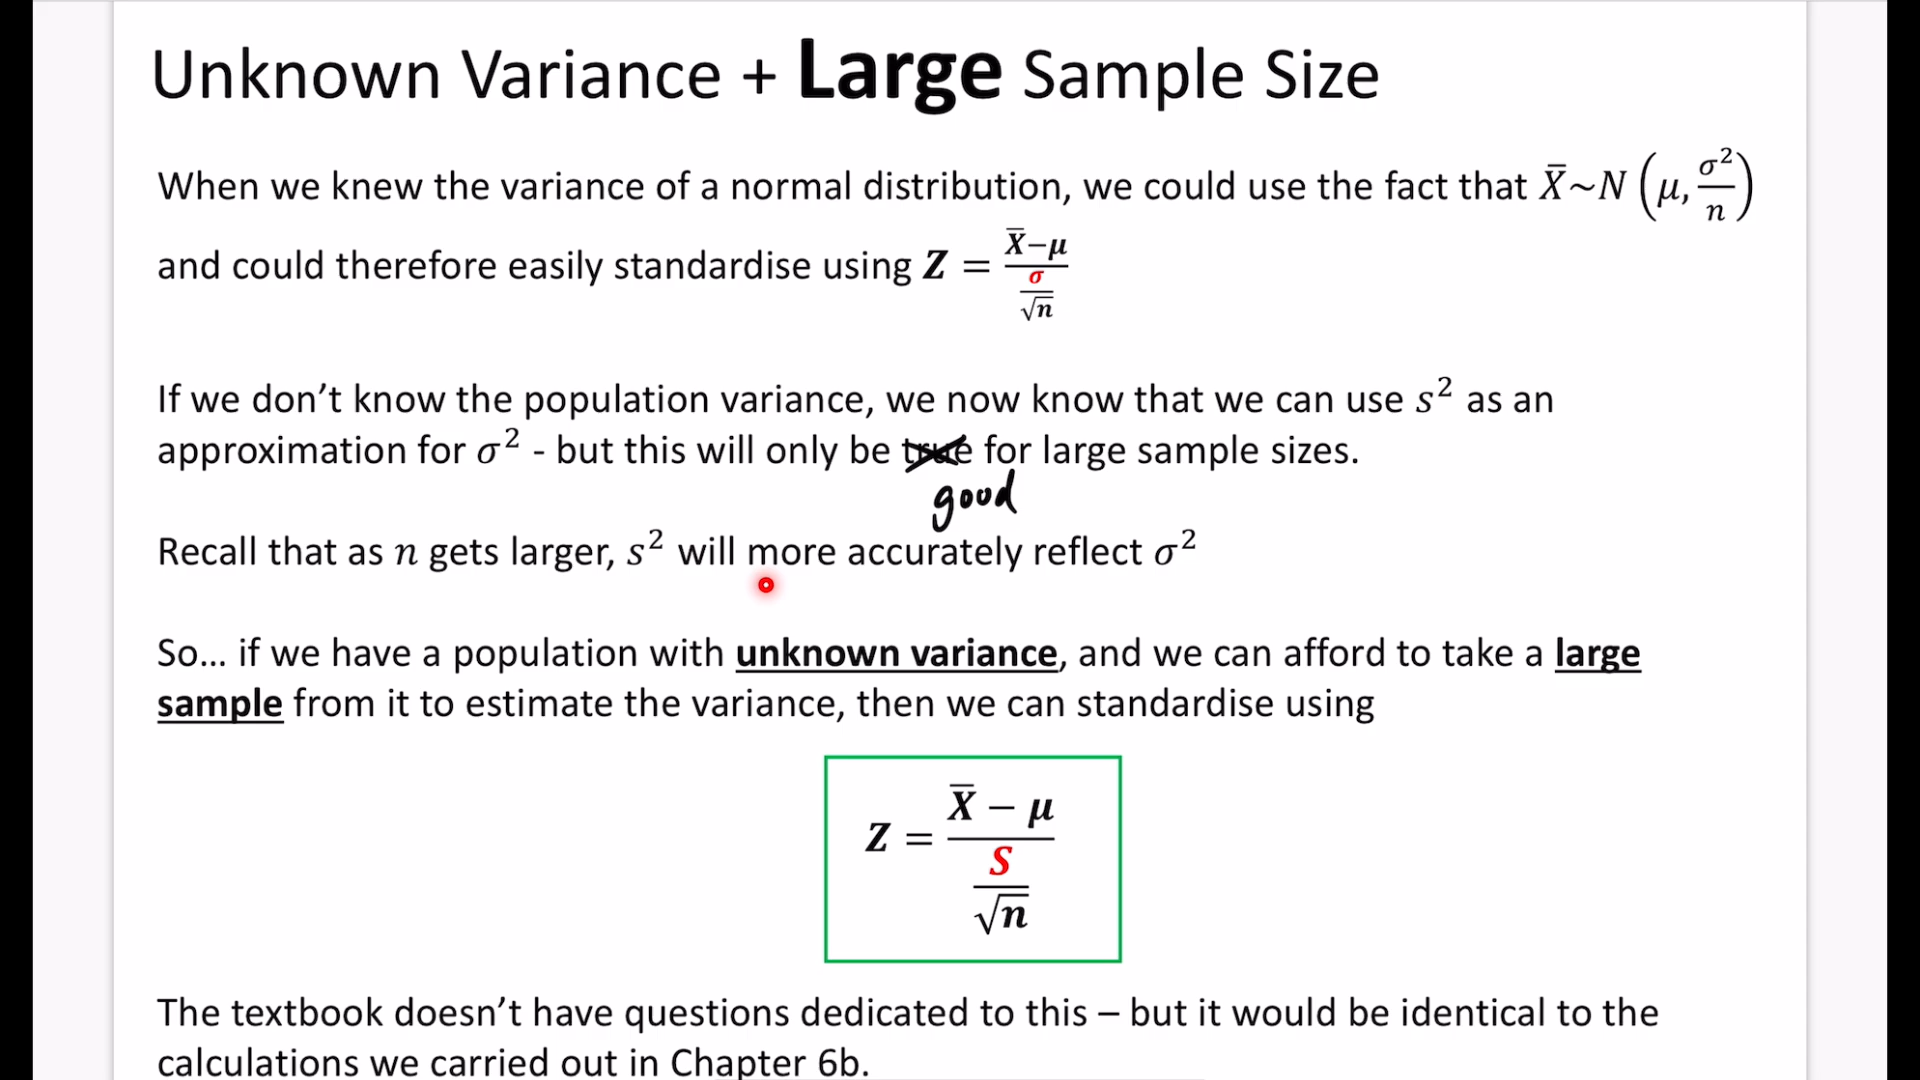 Unknown Variance + Large Sample Size
When we knew the variance of a normal distribution, we could use the fact that X̄~N(μ, σ²/n)
and could therefore easily standardise using Z = (X̄−μ)/(σ/√n)
If we don’t know the population variance, we now know that we can use s² as an
approximation for σ² - but this will only be true for large sample sizes.
good
Recall that as n gets larger, s² will more accurately reflect σ²
So... if we have a population with unknown variance, and we can afford to take a large
sample from it to estimate the variance, then we can standardise using
Z = (X̄ − μ)/(S/√n)
The textbook doesn’t have questions dedicated to this – but it would be identical to the
calculations we carried out in Chapter 6b.